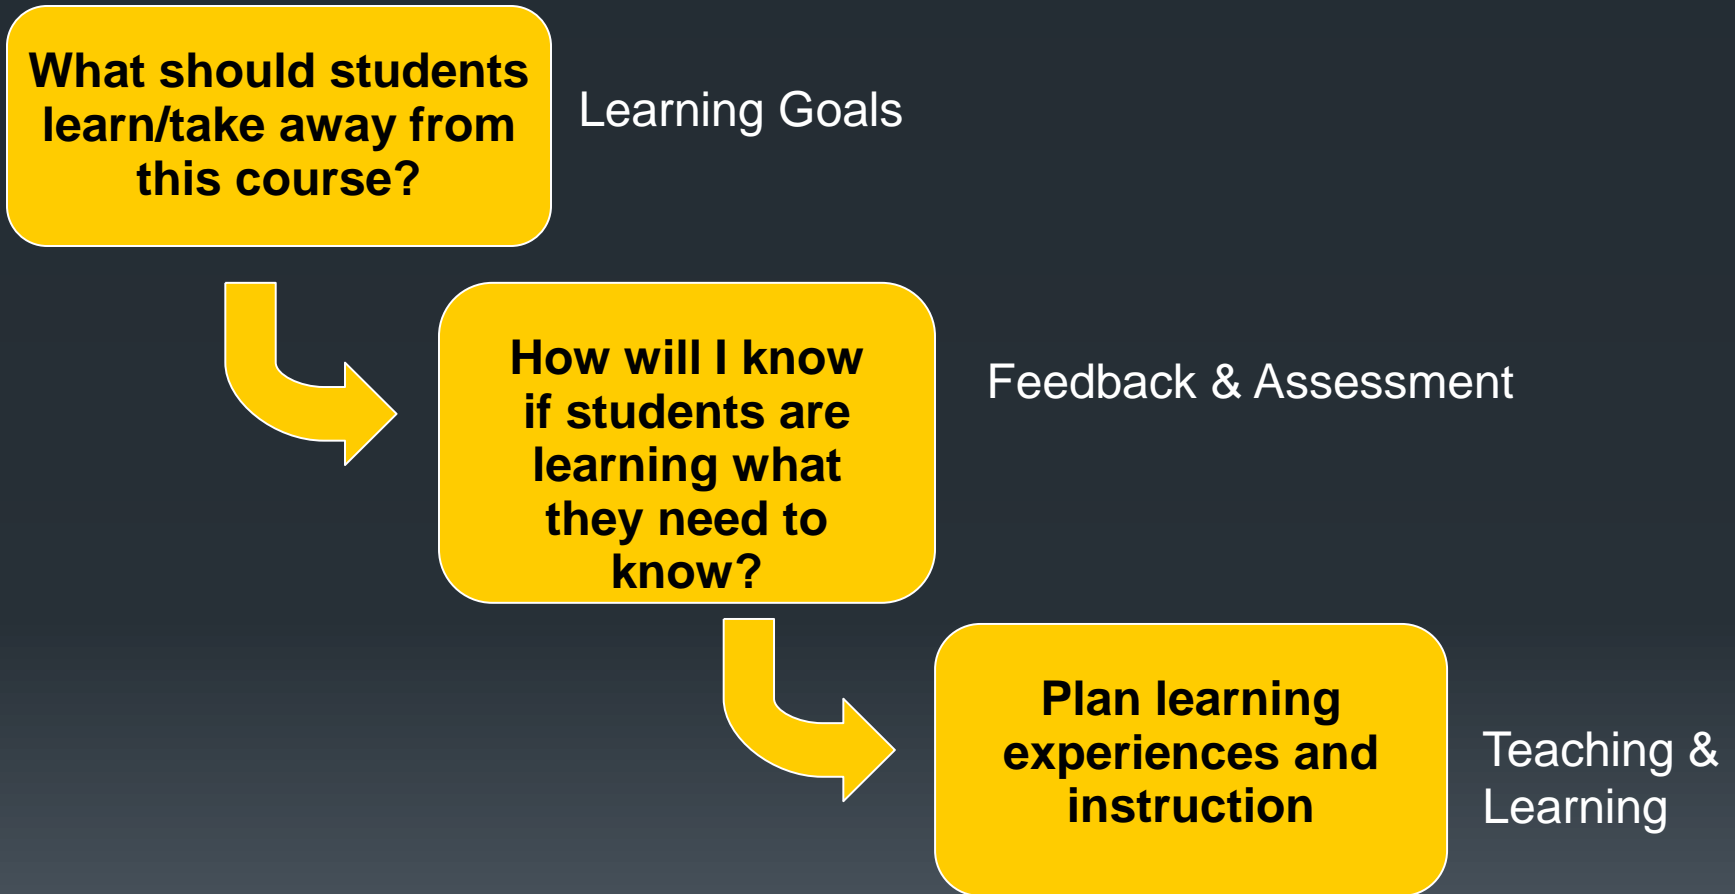 What should students
learn/take away from
this course?
Learning Goals
How will I know
if students are
learning what
they need to
know?
Feedback & Assessment
Plan learning
experiences and
instruction
Teaching &
Learning